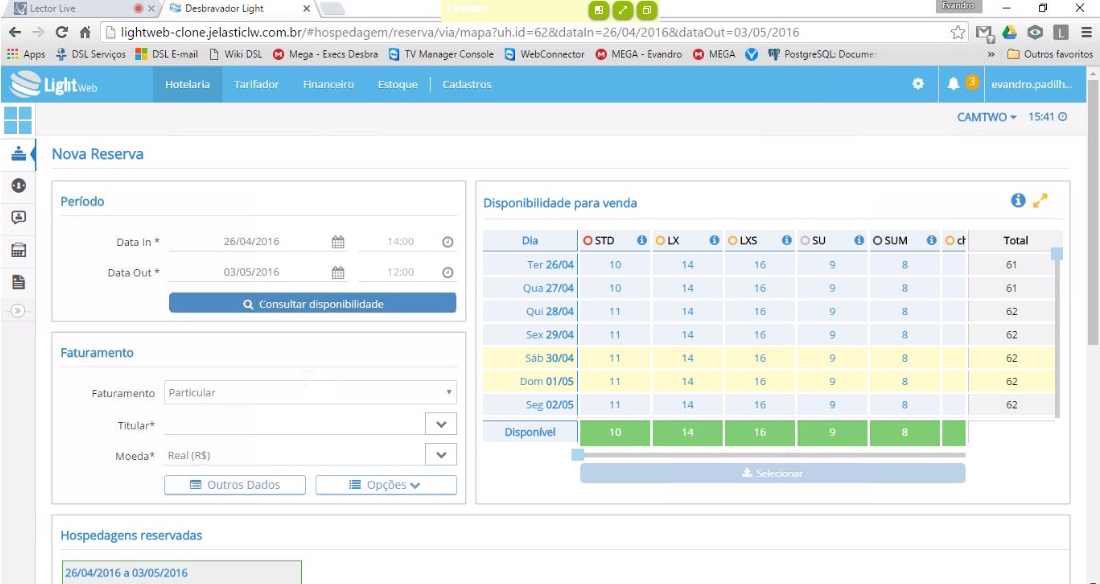 Lector Live
Desbravador Light
Evandro
Evandro
lightweb-clone.jelasticlw.com.br/#hospedagem/reserva/via/mapa?uh.id=62&dataIn=26/04/2016&dataOut=03/05/2016
Apps DSL Serviços DSL E-mail Wiki DSL Mega - Execs Desbra TV Manager Console WebConnector MEGA - Evandro MEGA PostgreSQL: Docume » Outros favoritos
Light Web Hotelaria Tarifador Financeiro Estoque Cadastros 3 evandro.padilh...
CAMTWO 15:41
Nova Reserva
Período
Data In * 26/04/2016 14:00
Data Out * 03/05/2016 12:00
Consultar disponibilidade
Faturamento
Faturamento Particular
Titular*
Moeda* Real (R$)
Outros Dados Opções
Disponibilidade para venda
Dia STD LX LXS SU SUM Total
Ter 26/04 10 14 16 9 8 61
Qua 27/04 10 14 16 9 8 61
Qui 28/04 11 14 16 9 8 62
Sex 29/04 11 14 16 9 8 62
Sáb 30/04 11 14 16 9 8 62
Dom 01/05 11 14 16 9 8 62
Seg 02/05 11 14 16 9 8 62
Disponível 10 14 16 9 8
Selecionar
Hospedagens reservadas
26/04/2016 a 03/05/2016